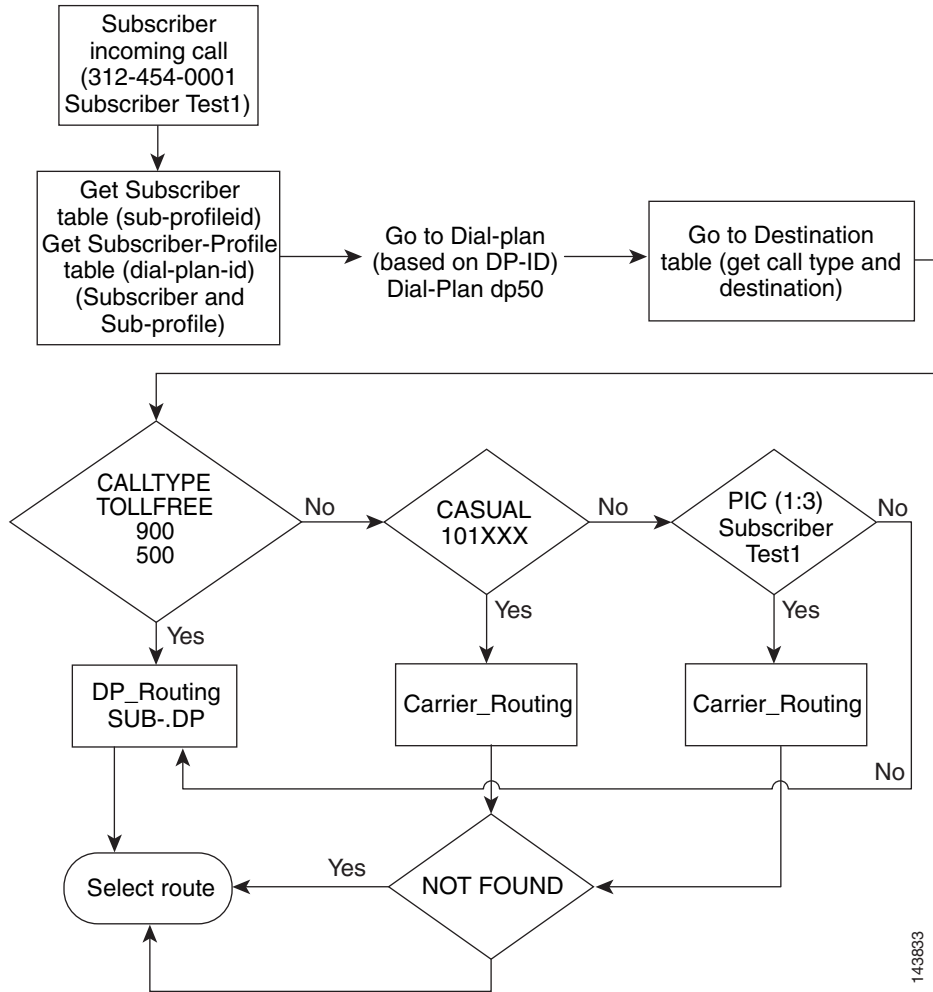 Subscriber
incoming call
(312-454-0001
Subscriber Test1)
Get Subscriber
table (sub-profileid)
Get Subscriber-Profile
table (dial-plan-id)
(Subscriber and
Sub-profile)
Go to Dial-plan
(based on DP-ID)
Dial-Plan dp50
Go to Destination
table (get call type and
destination)
CALLTYPE
TOLLFREE
900
500
No
CASUAL
101XXX
No
PIC (1:3)
Subscriber
Test1
No
Yes
Yes
Yes
DP_Routing
SUB-.DP
Carrier_Routing
Carrier_Routing
No
Select route
Yes
NOT FOUND
143833